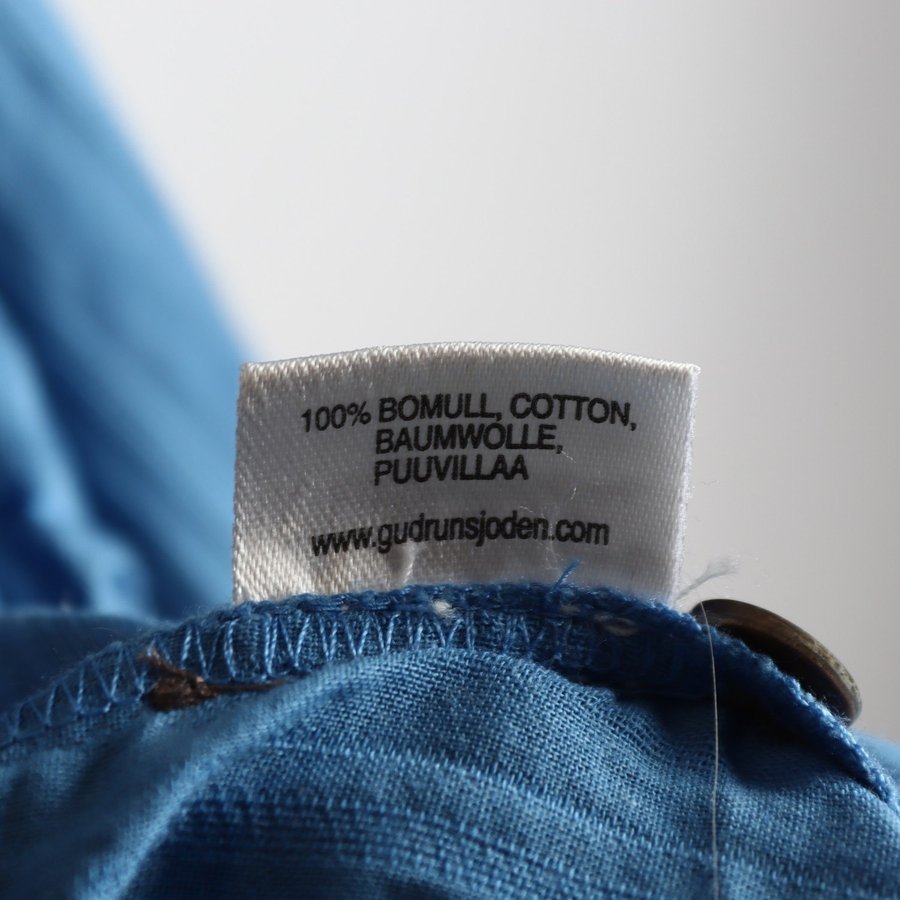 100% BOMULL, COTTON,
BAUMWOLLE,
PUUVILLAA
www.gudrunsjoden.com